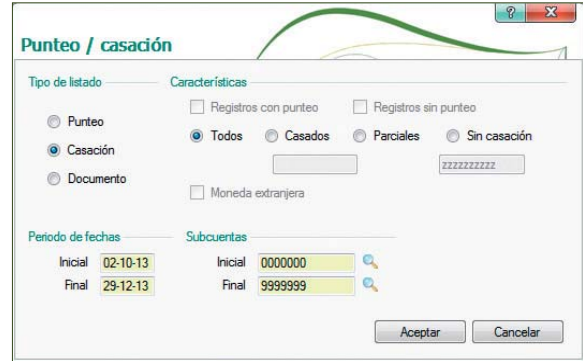 ? X
Punteo / casación
Tipo de listado Características
Registros con punteo Registros sin punteo
Punteo
Todos Casados Parciales Sin casación
Casación
zzzzzzzzzz
Documento
Moneda extranjera
Periodo de fechas Subcuentas
Inicial 02-10-13 Inicial 0000000
Final 29-12-13 Final 9999999
Aceptar Cancelar